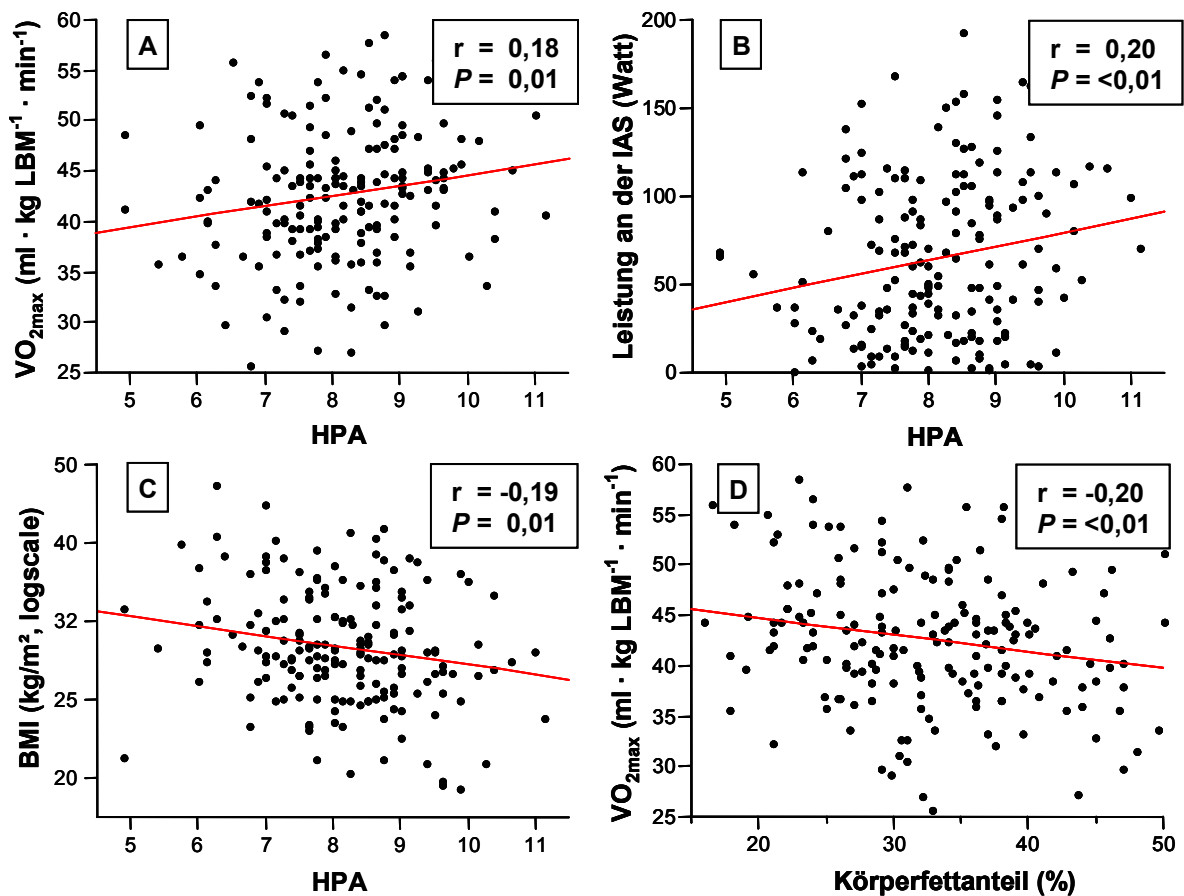 A
r = 0,18
P = 0,01
VO2max (ml · kg LBM-1 · min-1)
60
55
50
45
40
35
30
25
5 6 7 8 9 10 11
HPA
B
r = 0,20
P = <0,01
Leistung an der IAS (Watt)
200
150
100
50
0
5 6 7 8 9 10 11
HPA
C
r = -0,19
P = 0,01
BMI (kg/m², logscale)
50
40
32
25
20
5 6 7 8 9 10 11
HPA
D
r = -0,20
P = <0,01
VO2max (ml · kg LBM-1 · min-1)
60
55
50
45
40
35
30
25
20 30 40 50
Körperfettanteil (%)